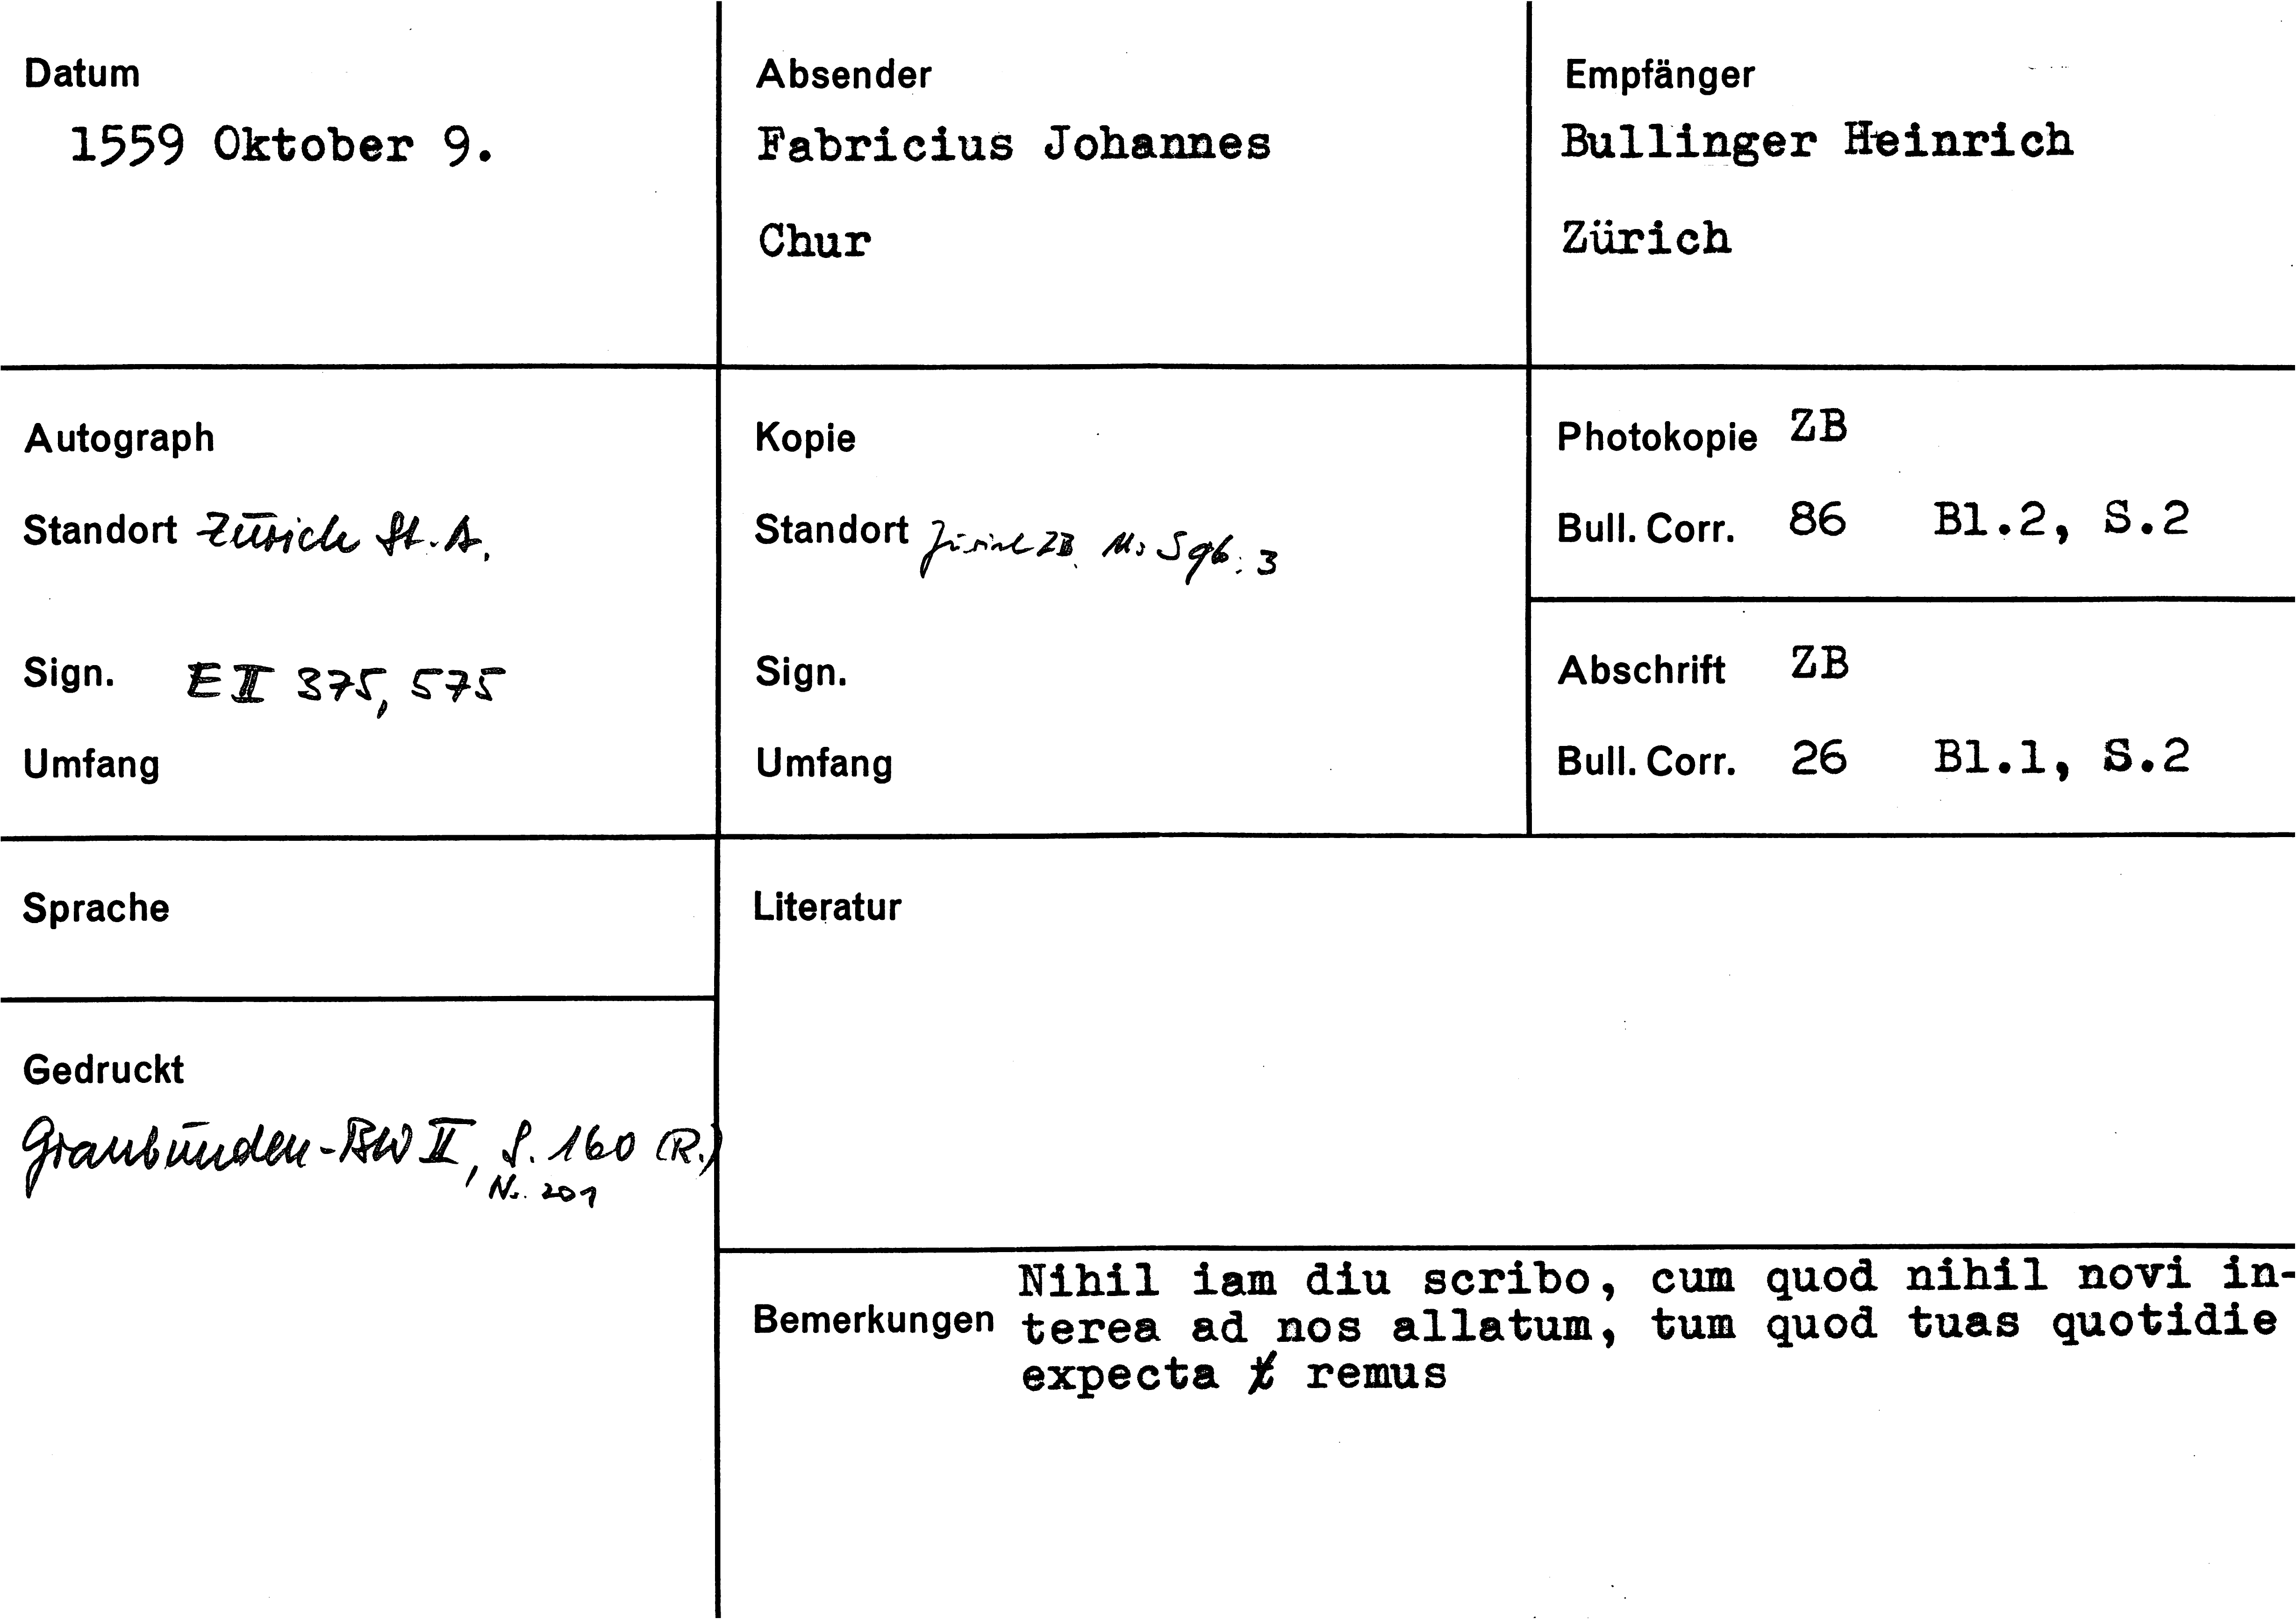 Datum
1559 Oktober 9.
Absender
Fabricius Johannes
Chur
Empfänger
Bullinger Heinrich
Zürich
Autograph
Standort Zürich St. A.
Sign. E II 375, 575
Umfang
Kopie
Standort Zürich ZB. Ms S 96: 3
Sign.
Umfang
Photokopie ZB
Bull. Corr. 86 Bl.2, S.2
Abschrift ZB
Bull. Corr. 26 Bl.1, S.2
Sprache
Gedruckt
Graubünden-BW II, S. 160 (R.)
Nr. 201
Literatur
Bemerkungen
Nihil iam diu scribo, cum quod nihil novi in-
terea ad nos allatum, tum quod tuas quotidie
expecta remus